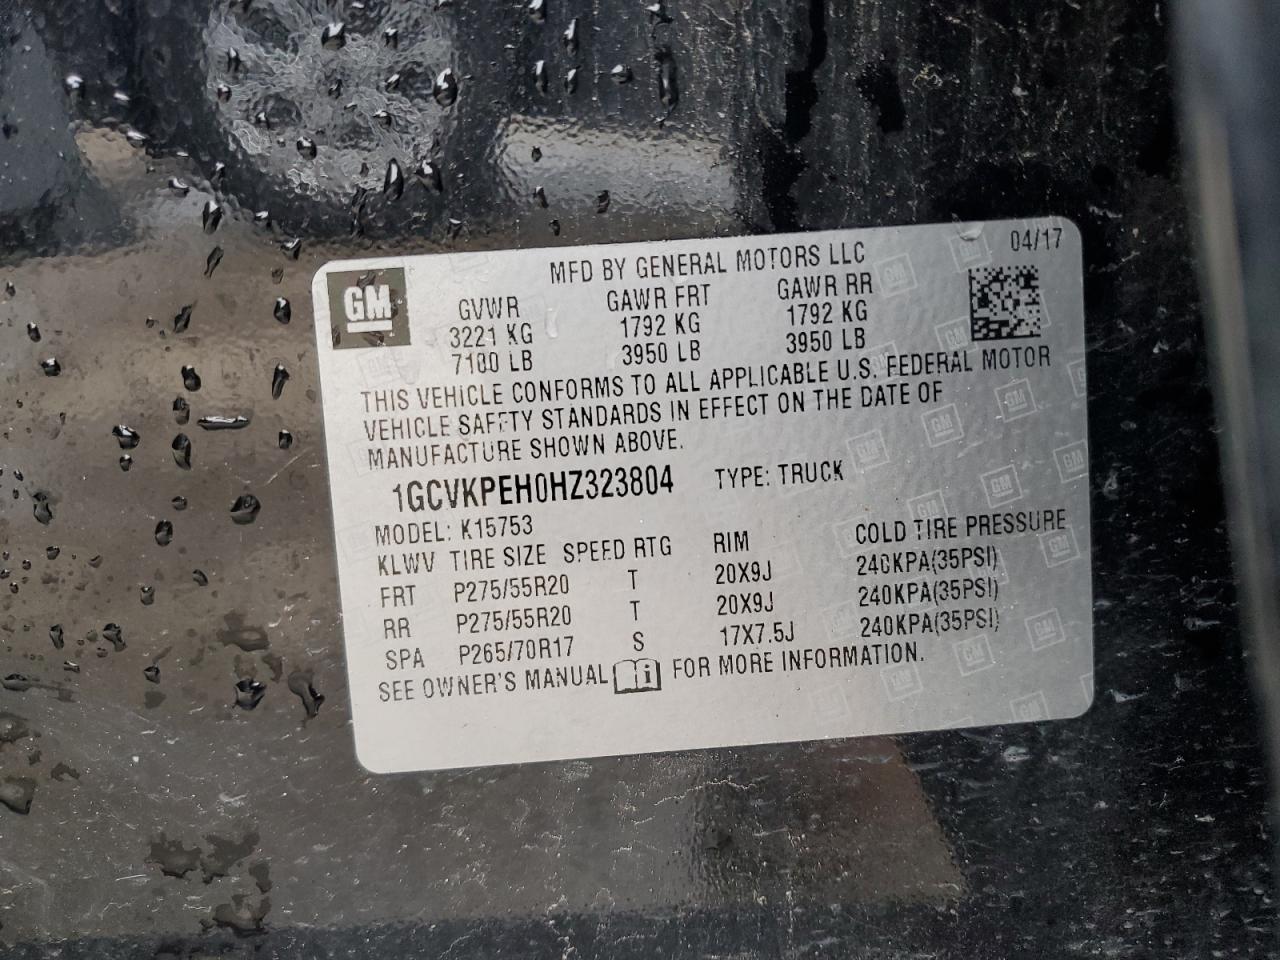 04/17
MFD BY GENERAL MOTORS LLC
GM
GVWR GAWR FRT GAWR RR
3221 KG 1792 KG 1792 KG
7100 LB 3950 LB 3950 LB
THIS VEHICLE CONFORMS TO ALL APPLICABLE U.S. FEDERAL MOTOR
VEHICLE SAFETY STANDARDS IN EFFECT ON THE DATE OF
MANUFACTURE SHOWN ABOVE.
1GCVKPEH0HZ323804 TYPE: TRUCK
MODEL: K15753
KLWV TIRE SIZE SPEED RTG RIM COLD TIRE PRESSURE
FRT P275/55R20 T 20X9J 240KPA(35PSI)
RR P275/55R20 T 20X9J 240KPA(35PSI)
SPA P265/70R17 S 17X7.5J 240KPA(35PSI)
SEE OWNER'S MANUAL i FOR MORE INFORMATION.